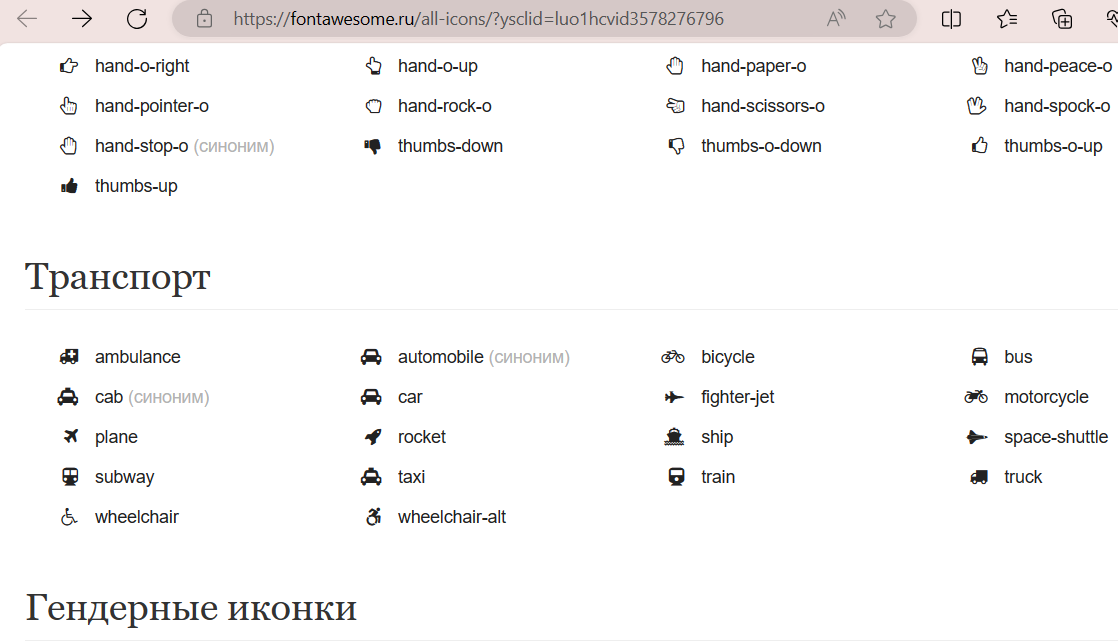 https://fontawesome.ru/all-icons/?ysclid=luo1hcvid3578276796
hand-o-right hand-o-up hand-paper-o hand-peace-o
hand-pointer-o hand-rock-o hand-scissors-o hand-spock-o
hand-stop-o (синоним) thumbs-down thumbs-o-down thumbs-o-up
thumbs-up
Транспорт
ambulance automobile (синоним) bicycle bus
cab (синоним) car fighter-jet motorcycle
plane rocket ship space-shuttle
subway taxi train truck
wheelchair wheelchair-alt
Гендерные иконки